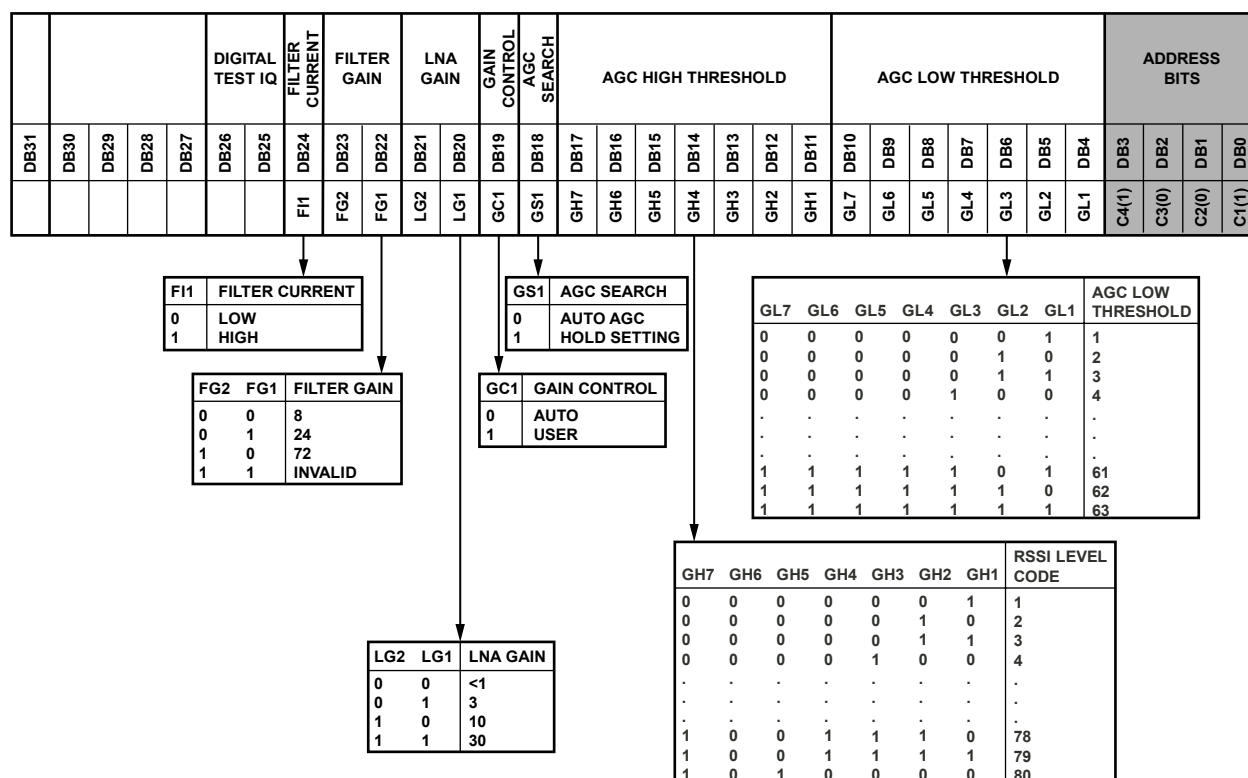 DIGITAL TEST IQ
FILTER CURRENT
FILTER GAIN
LNA GAIN
GAIN CONTROL
AGC SEARCH
AGC HIGH THRESHOLD
AGC LOW THRESHOLD
ADDRESS BITS
DB31 DB30 DB29 DB28 DB27 DB26 DB25 DB24 DB23 DB22 DB21 DB20 DB19 DB18 DB17 DB16 DB15 DB14 DB13 DB12 DB11 DB10 DB9 DB8 DB7 DB6 DB5 DB4 DB3 DB2 DB1 DB0
FI1 FG2 FG1 LG2 LG1 GC1 GS1 GH7 GH6 GH5 GH4 GH3 GH2 GH1 GL7 GL6 GL5 GL4 GL3 GL2 GL1 C4(1) C3(0) C2(0) C1(1)
FI1 FILTER CURRENT
0 LOW
1 HIGH
GS1 AGC SEARCH
0 AUTO AGC
1 HOLD SETTING
GL7 GL6 GL5 GL4 GL3 GL2 GL1 AGC LOW THRESHOLD
0 0 0 0 0 0 1 1
0 0 0 0 0 1 0 2
0 0 0 0 0 1 1 3
0 0 0 0 1 0 0 4
. . . . . . . .
. . . . . . . .
. . . . . . . .
1 1 1 1 1 0 1 61
1 1 1 1 1 1 0 62
1 1 1 1 1 1 1 63
FG2 FG1 FILTER GAIN
0 0 8
0 1 24
1 0 72
1 1 INVALID
GC1 GAIN CONTROL
0 AUTO
1 USER
GH7 GH6 GH5 GH4 GH3 GH2 GH1 RSSI LEVEL CODE
0 0 0 0 0 0 1 1
0 0 0 0 0 1 0 2
0 0 0 0 0 1 1 3
0 0 0 0 1 0 0 4
. . . . . . . .
. . . . . . . .
. . . . . . . .
1 0 0 1 1 1 0 78
1 0 0 1 1 1 1 79
1 0 1 0 0 0 0 80
LG2 LG1 LNA GAIN
0 0 <1
0 1 3
1 0 10
1 1 30